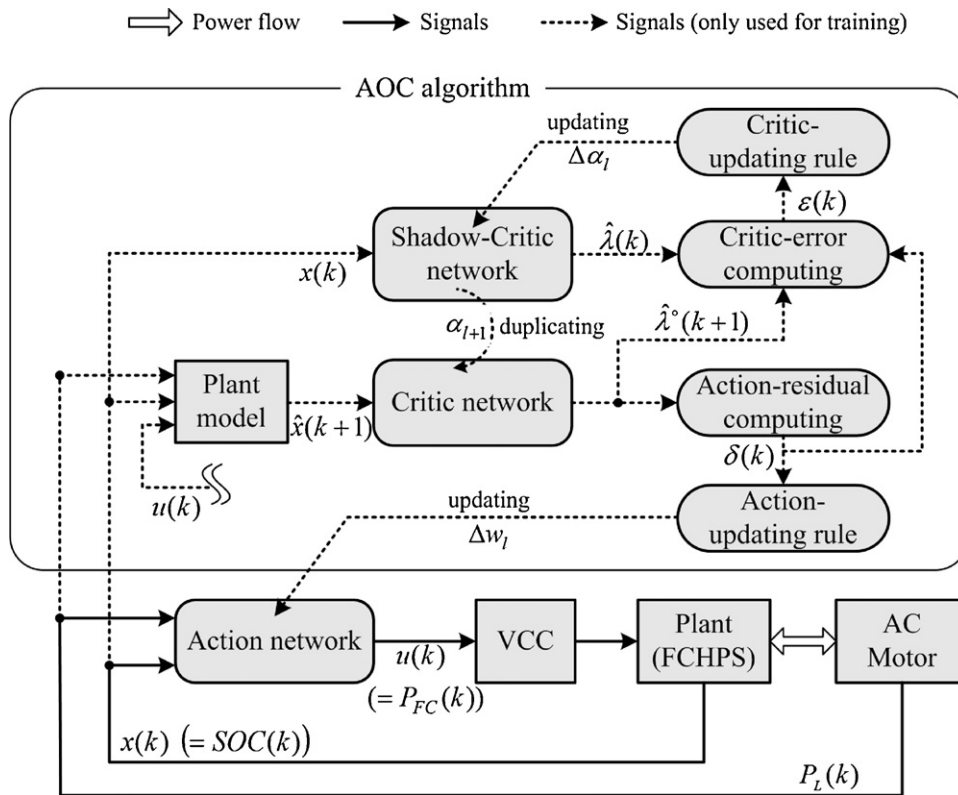 Power flow
Signals
Signals (only used for training)
AOC algorithm
updating
Δα_l
Critic-
updating rule
ε(k)
Shadow-Critic
network
λ̂(k)
Critic-error
computing
x(k)
α_{l+1} duplicating
λ̂°(k+1)
Plant
model
x̂(k+1)
Critic network
Action-residual
computing
δ(k)
u(k)
updating
Δw_l
Action-
updating rule
Action network
u(k)
(= P_{FC}(k))
VCC
Plant
(FCHPS)
AC
Motor
x(k) (= SOC(k))
P_L(k)